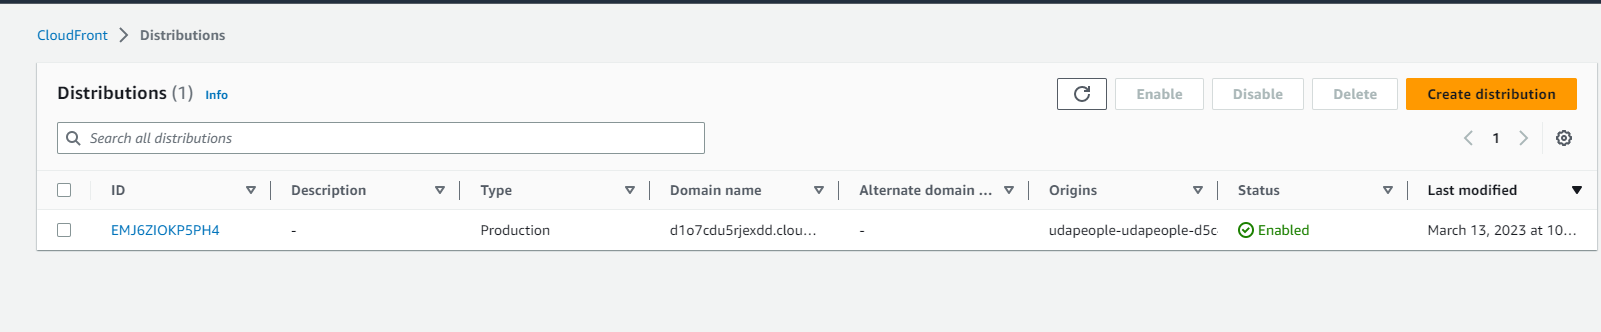 CloudFront > Distributions
Distributions (1) Info
Enable Disable Delete Create distribution
Search all distributions
1
ID Description Type Domain name Alternate domain ... Origins Status Last modified
EMJ6ZIOKP5PH4 - Production d1o7cdu5rjexdd.clou... - udapeople-udapeople-d5c Enabled March 13, 2023 at 10...